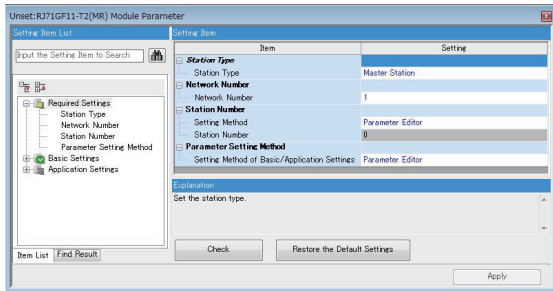 Unset:RJ71GF11-T2(MR) Module Parameter
Setting Item List
Input the Setting Item to Search
Required Settings
Station Type
Network Number
Station Number
Parameter Setting Method
Basic Settings
Application Settings
Item List
Find Result
Setting Item
Item
Setting
Station Type
Station Type
Master Station
Network Number
Network Number
1
Station Number
Setting Method
Parameter Editor
Station Number
0
Parameter Setting Method
Setting Method of Basic/Application Settings
Parameter Editor
Explanation
Set the station type.
Check
Restore the Default Settings
Apply